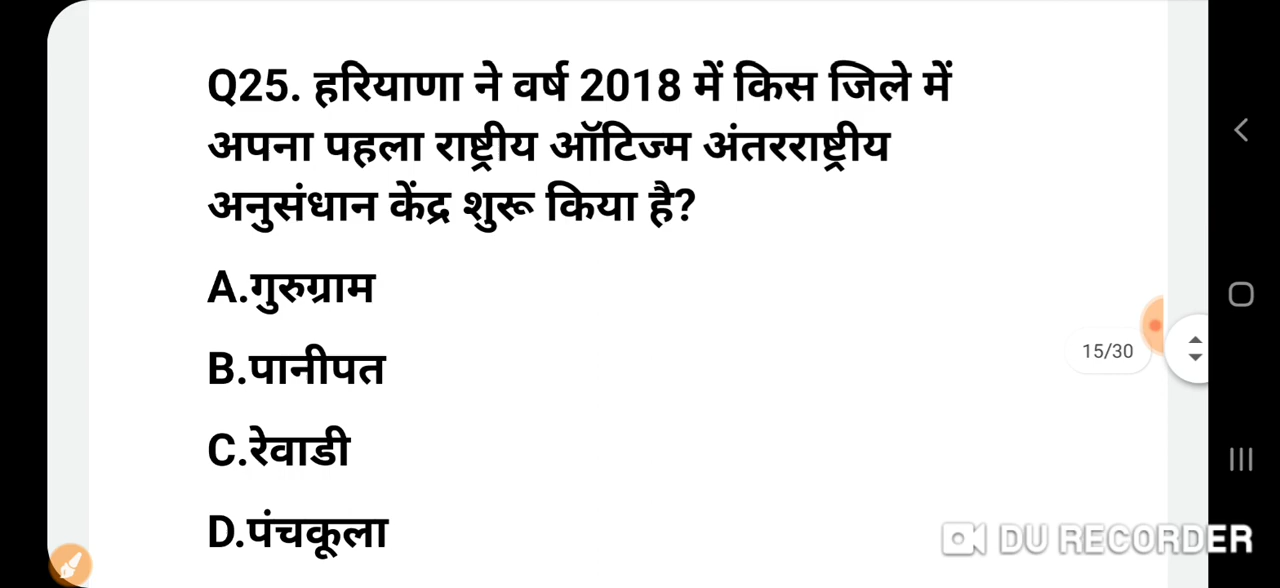 Q25. हरियाणा ने वर्ष 2018 में किस जिले में
अपना पहला राष्ट्रीय ऑटिज्म अंतरराष्ट्रीय
अनुसंधान केंद्र शुरू किया है?
A.गुरुग्राम
B.पानीपत
C.रेवाडी
D.पंचकूला
15/30
DU RECORDER